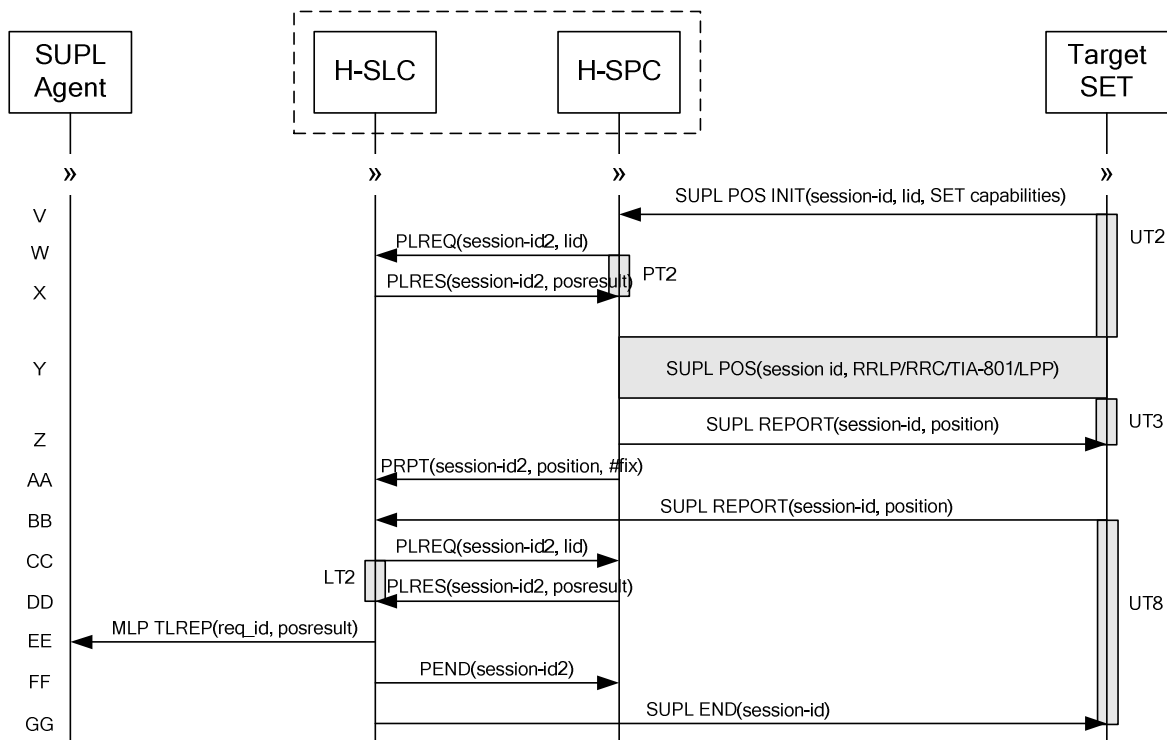 SUPL
Agent
H-SLC
H-SPC
Target
SET
» » » »
V
SUPL POS INIT(session-id, lid, SET capabilities)
UT2
W
PLREQ(session-id2, lid)
PT2
X
PLRES(session-id2, posresult)
Y
SUPL POS(session id, RRLP/RRC/TIA-801/LPP)
UT3
Z
SUPL REPORT(session-id, position)
AA
PRPT(session-id2, position, #fix)
BB
SUPL REPORT(session-id, position)
CC
PLREQ(session-id2, lid)
LT2
DD
PLRES(session-id2, posresult)
UT8
EE
MLP TLREP(req_id, posresult)
FF
PEND(session-id2)
GG
SUPL END(session-id)